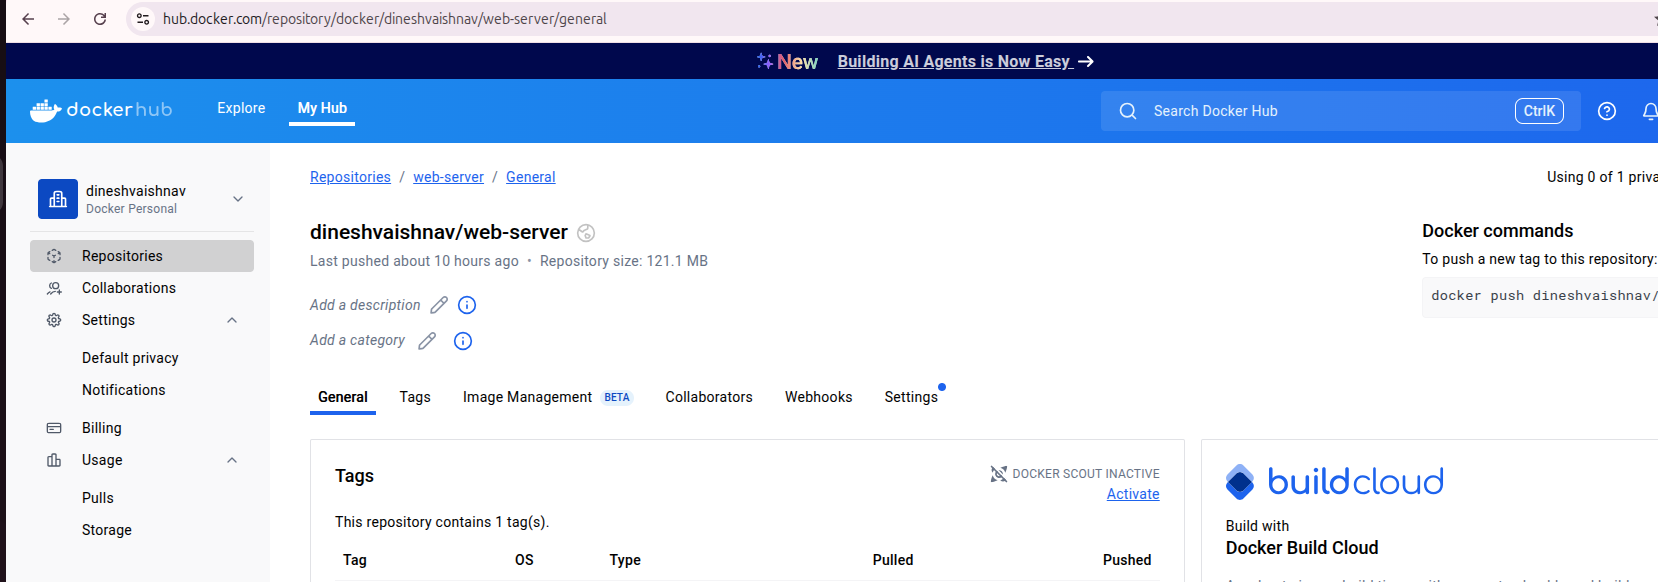 hub.docker.com/repository/docker/dineshvaishnav/web-server/general
New Building AI Agents is Now Easy →
dockerhub Explore My Hub Search Docker Hub CtrlK
dineshvaishnav
Docker Personal
Repositories
Collaborations
Settings
Default privacy
Notifications
Billing
Usage
Pulls
Storage
Repositories / web-server / General
Using 0 of 1 priva
dineshvaishnav/web-server
Last pushed about 10 hours ago • Repository size: 121.1 MB
Add a description
Add a category
Docker commands
To push a new tag to this repository:
docker push dineshvaishnav/
General Tags Image Management BETA Collaborators Webhooks Settings
Tags
DOCKER SCOUT INACTIVE
Activate
This repository contains 1 tag(s).
Tag OS Type Pulled Pushed
buildcloud
Build with
Docker Build Cloud